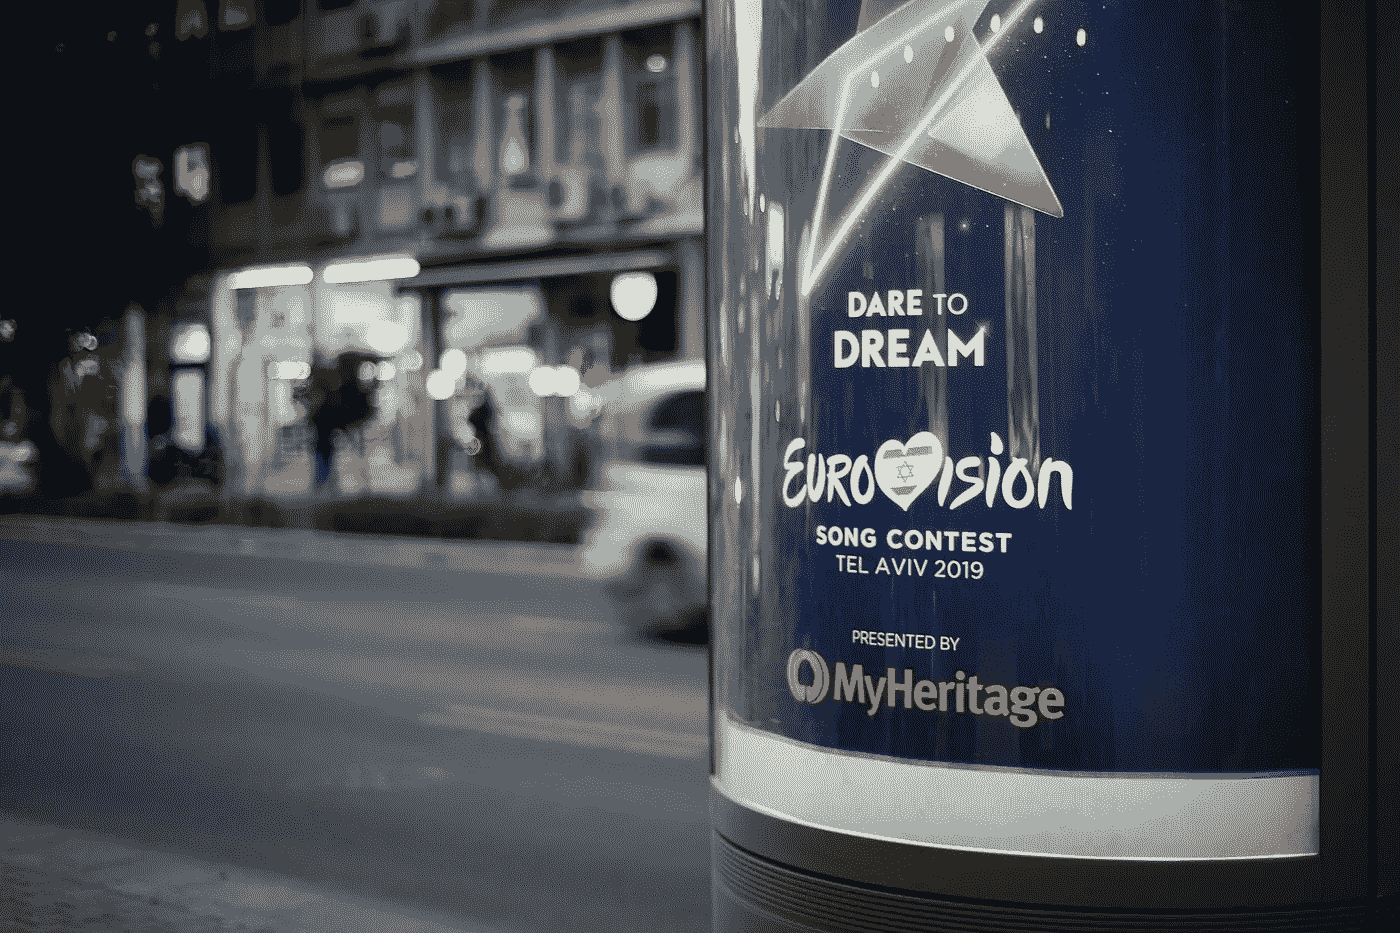 DARE TO
DREAM
EUROVISION
SONG CONTEST
TEL AVIV 2019
PRESENTED BY
MyHeritage